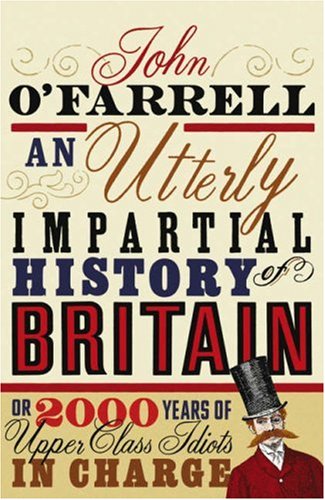 John
O'FARRELL
AN Utterly
IMPARTIAL
HISTORY of
BRITAIN
OR 2000 YEARS OF
Upper Class Idiots
IN CHARGE